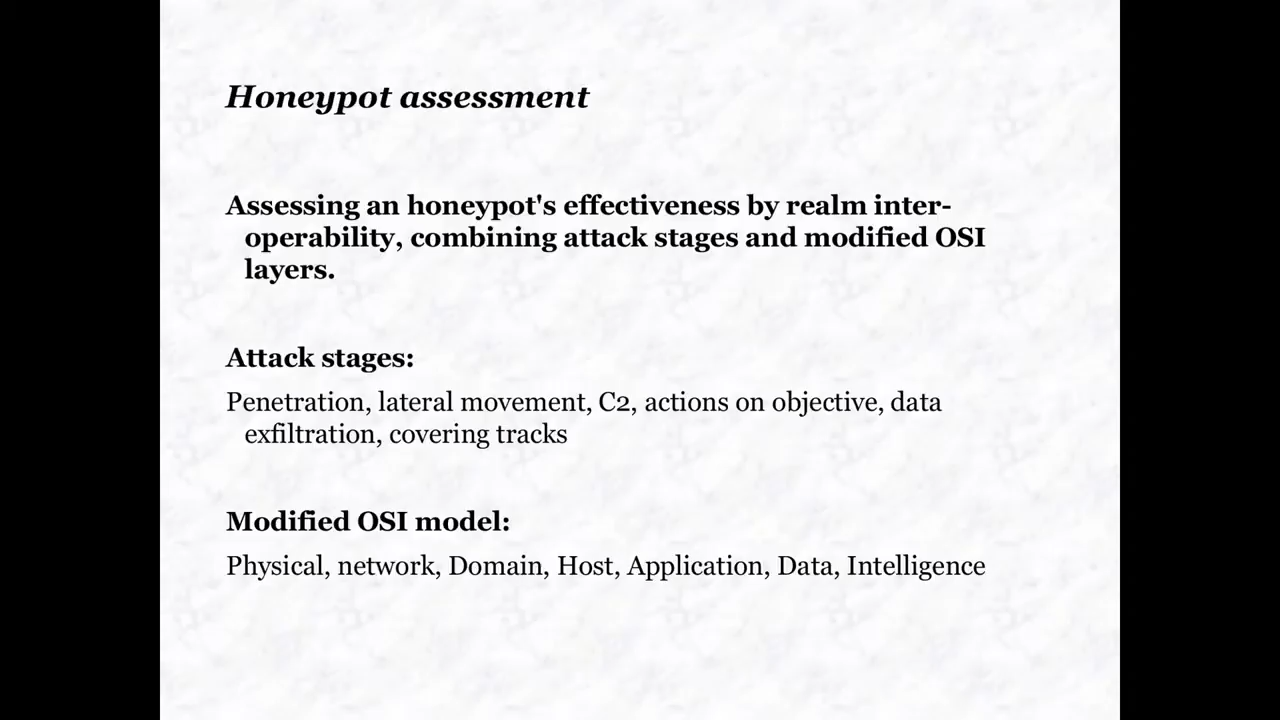 Honeypot assessment
Assessing an honeypot's effectiveness by realm inter-
operability, combining attack stages and modified OSI
layers.
Attack stages:
Penetration, lateral movement, C2, actions on objective, data
exfiltration, covering tracks
Modified OSI model:
Physical, network, Domain, Host, Application, Data, Intelligence